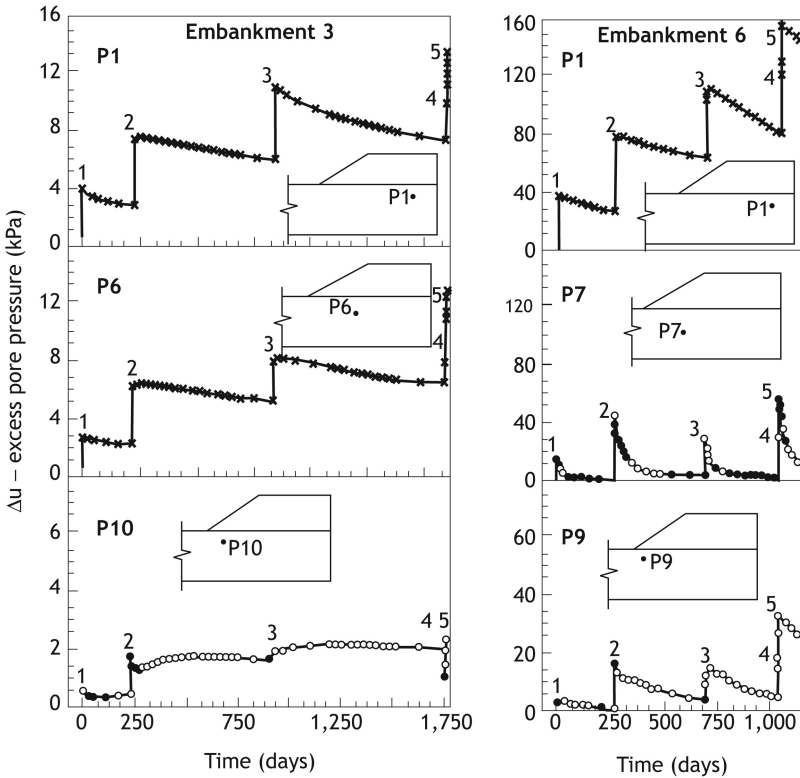 Δu – excess pore pressure (kPa)
Embankment 3
P1
16
12
8
4
0
1
2
3
4
5
P1
P6
12
8
4
0
1
2
3
4
5
P6
P10
6
4
2
0
1
2
3
4 5
P10
0 250 750 1,250 1,750
Time (days)
Embankment 6
P1
160
120
80
40
0
1
2
3
4
5
P1
P7
120
80
40
0
1
2
3
4
5
P7
P9
60
40
20
0
1
2
3
4
5
P9
0 250 500 750 1,000
Time (days)